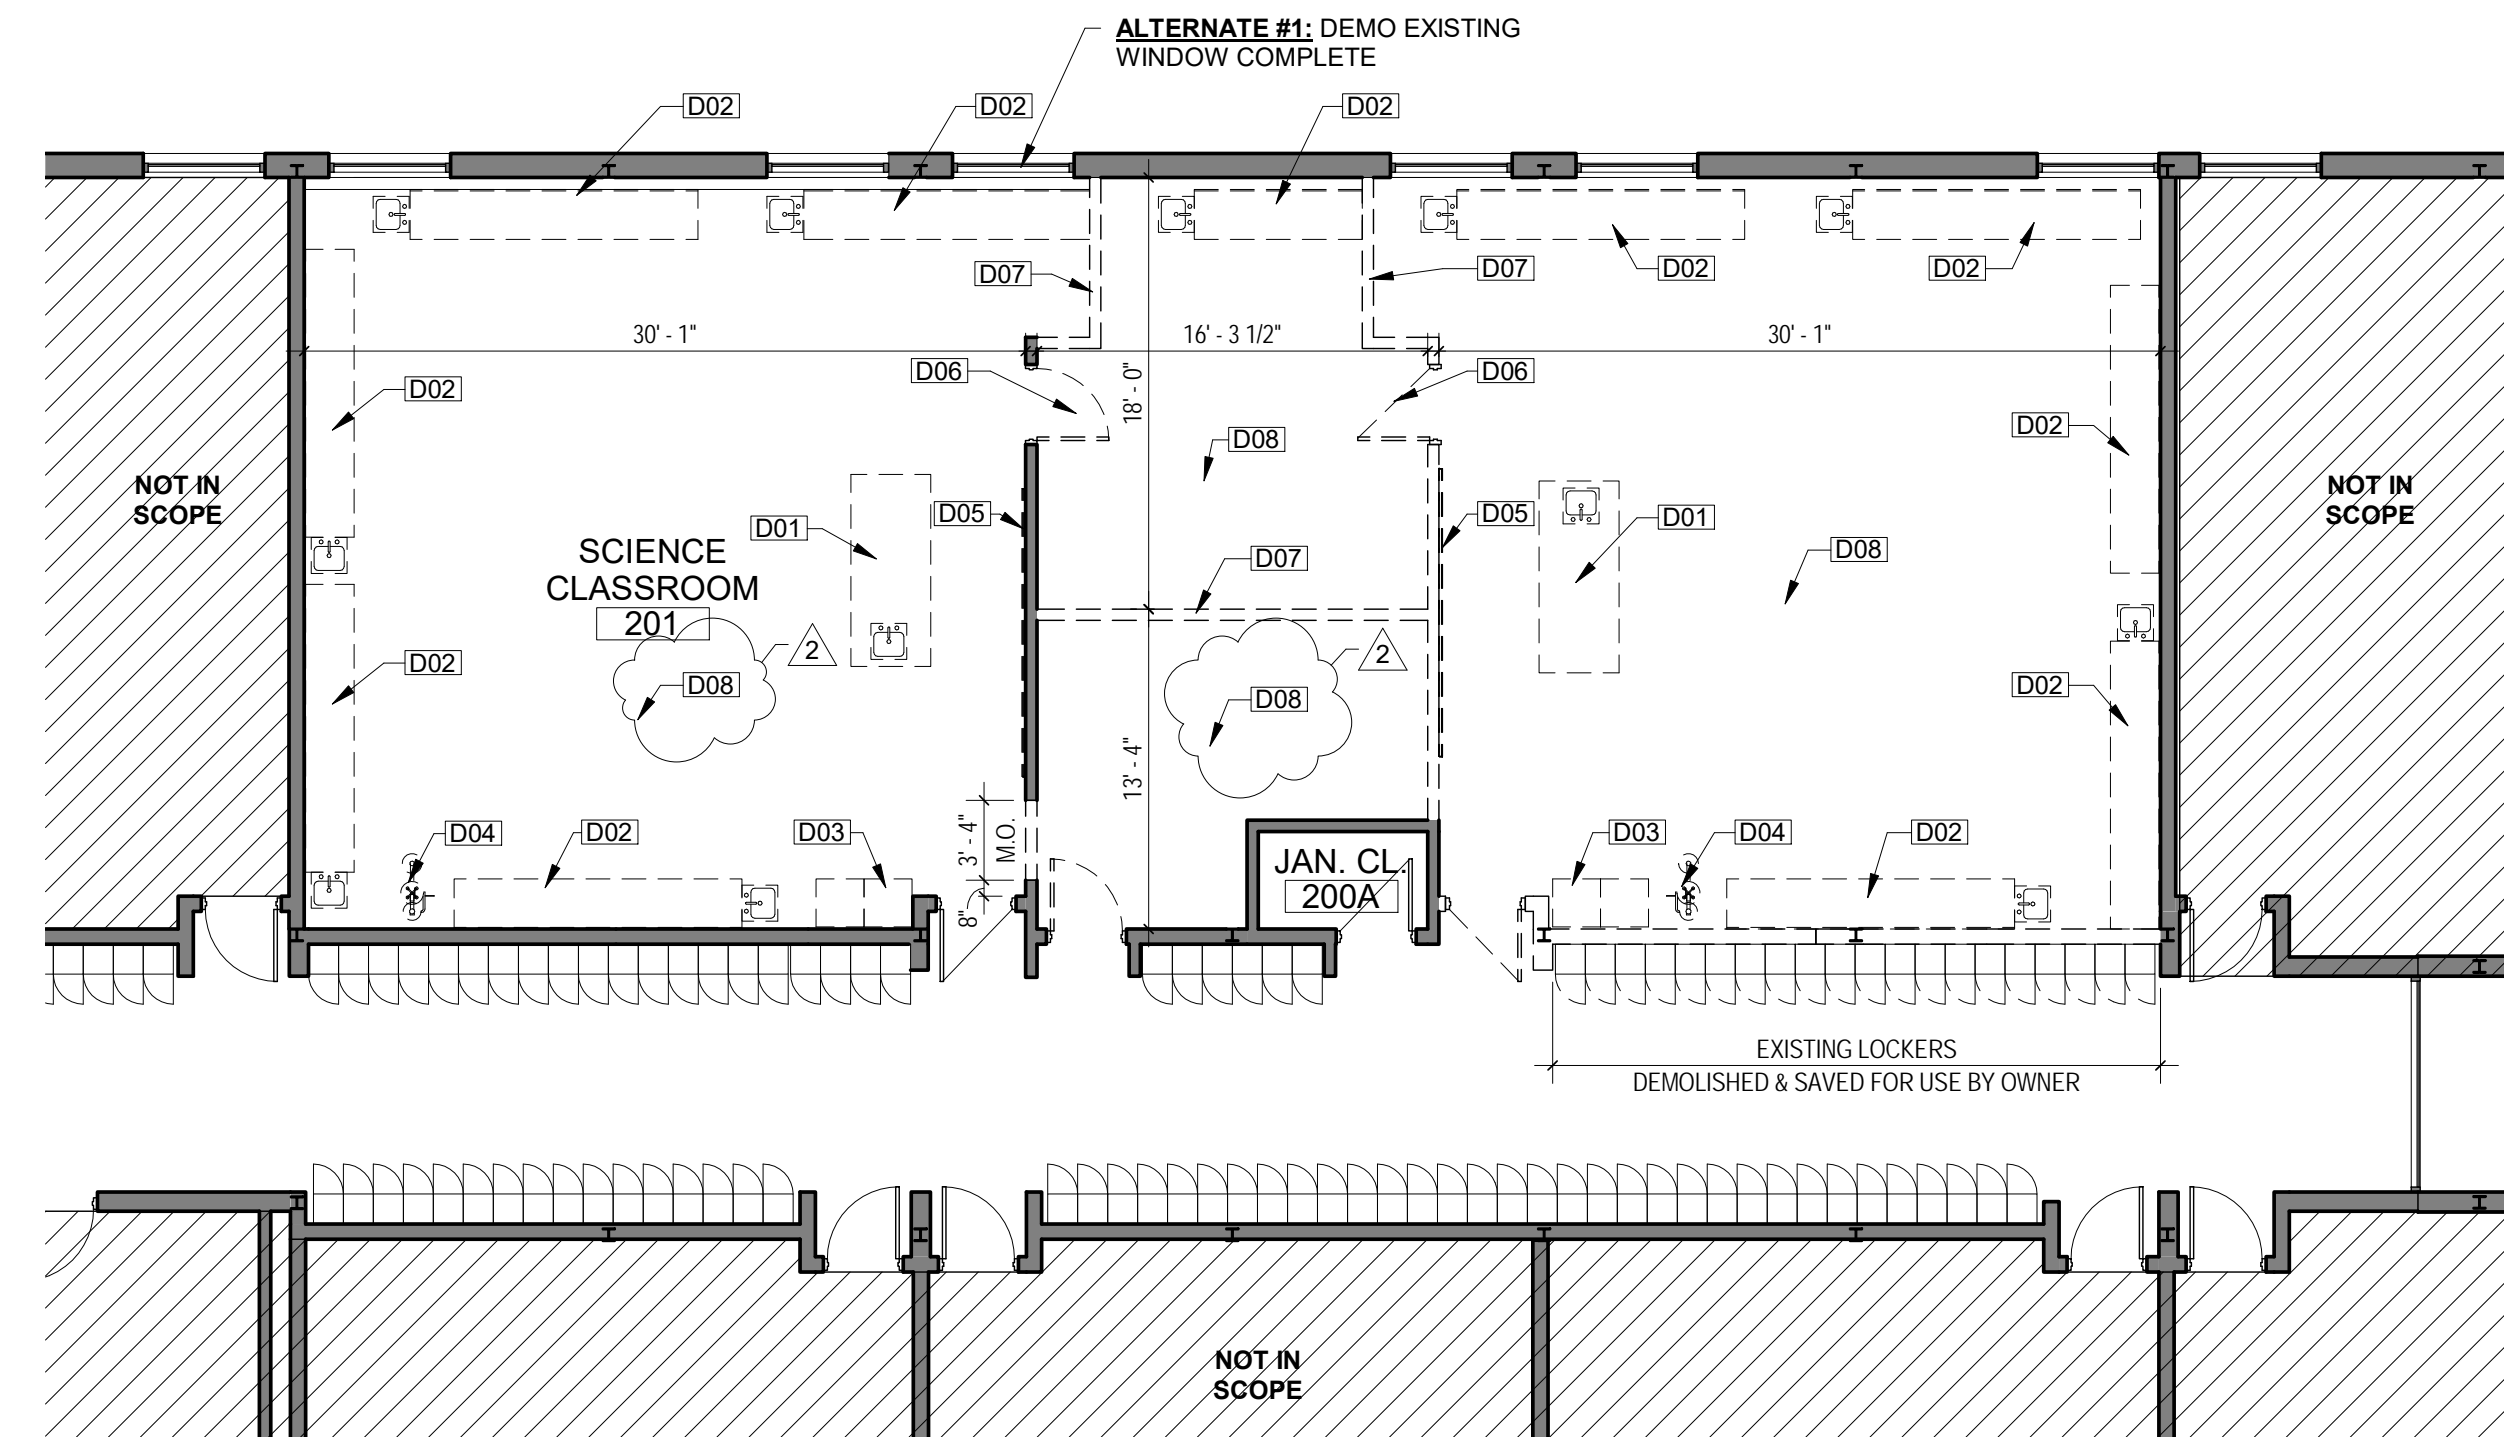 ALTERNATE #1: DEMO EXISTING
WINDOW COMPLETE
D02
D02
D02
D07
D07
D02
D02
30' - 1"
16' - 3 1/2"
30' - 1"
D02
D06
18' - 0"
D06
D08
D02
NOT IN
SCOPE
NOT IN
SCOPE
D01
D05
D05
D01
SCIENCE
CLASSROOM
201
D07
D08
2
2
D02
D08
D08
D02
13' - 4"
D04
D02
D03
3' - 4"
M.O.
8"
D03
D04
D02
JAN. CL.
200A
EXISTING LOCKERS
DEMOLISHED & SAVED FOR USE BY OWNER
NOT IN
SCOPE